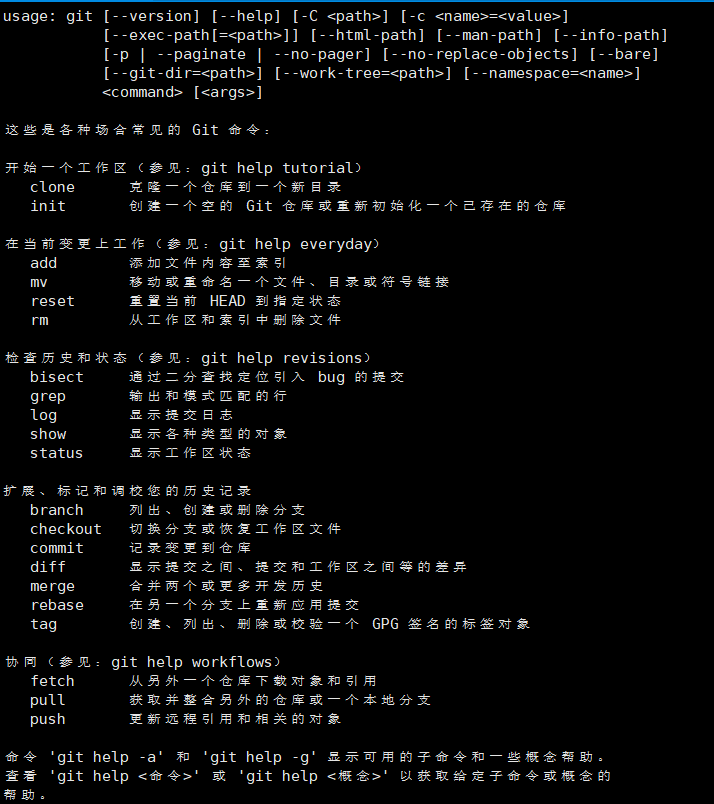 usage: git [--version] [--help] [-C <path>] [-c <name>=<value>]
           [--exec-path[=<path>]] [--html-path] [--man-path] [--info-path]
           [-p | --paginate | --no-pager] [--no-replace-objects] [--bare]
           [--git-dir=<path>] [--work-tree=<path>] [--namespace=<name>]
           <command> [<args>]

这些是各种场合常见的 Git 命令：

开始一个工作区（参见：git help tutorial）
   clone      克隆一个仓库到一个新目录
   init       创建一个空的 Git 仓库或重新初始化一个已存在的仓库

在当前变更上工作（参见：git help everyday）
   add        添加文件内容至索引
   mv         移动或重命名一个文件、目录或符号链接
   reset      重置当前 HEAD 到指定状态
   rm         从工作区和索引中删除文件

检查历史和状态（参见：git help revisions）
   bisect     通过二分查找定位引入 bug 的提交
   grep       输出和模式匹配的行
   log        显示提交日志
   show       显示各种类型的对象
   status     显示工作区状态

扩展、标记和调校您的历史记录
   branch     列出、创建或删除分支
   checkout   切换分支或恢复工作区文件
   commit     记录变更到仓库
   diff       显示提交之间、提交和工作区之间等的差异
   merge      合并两个或更多开发历史
   rebase     在另一个分支上重新应用提交
   tag        创建、列出、删除或校验一个 GPG 签名的标签对象

协同（参见：git help workflows）
   fetch      从另外一个仓库下载对象和引用
   pull       获取并整合另外的仓库或一个本地分支
   push       更新远程引用和相关的对象

命令 'git help -a' 和 'git help -g' 显示可用的子命令和一些概念帮助。
查看 'git help <命令>' 或 'git help <概念>' 以获取给定子命令或概念的
帮助。